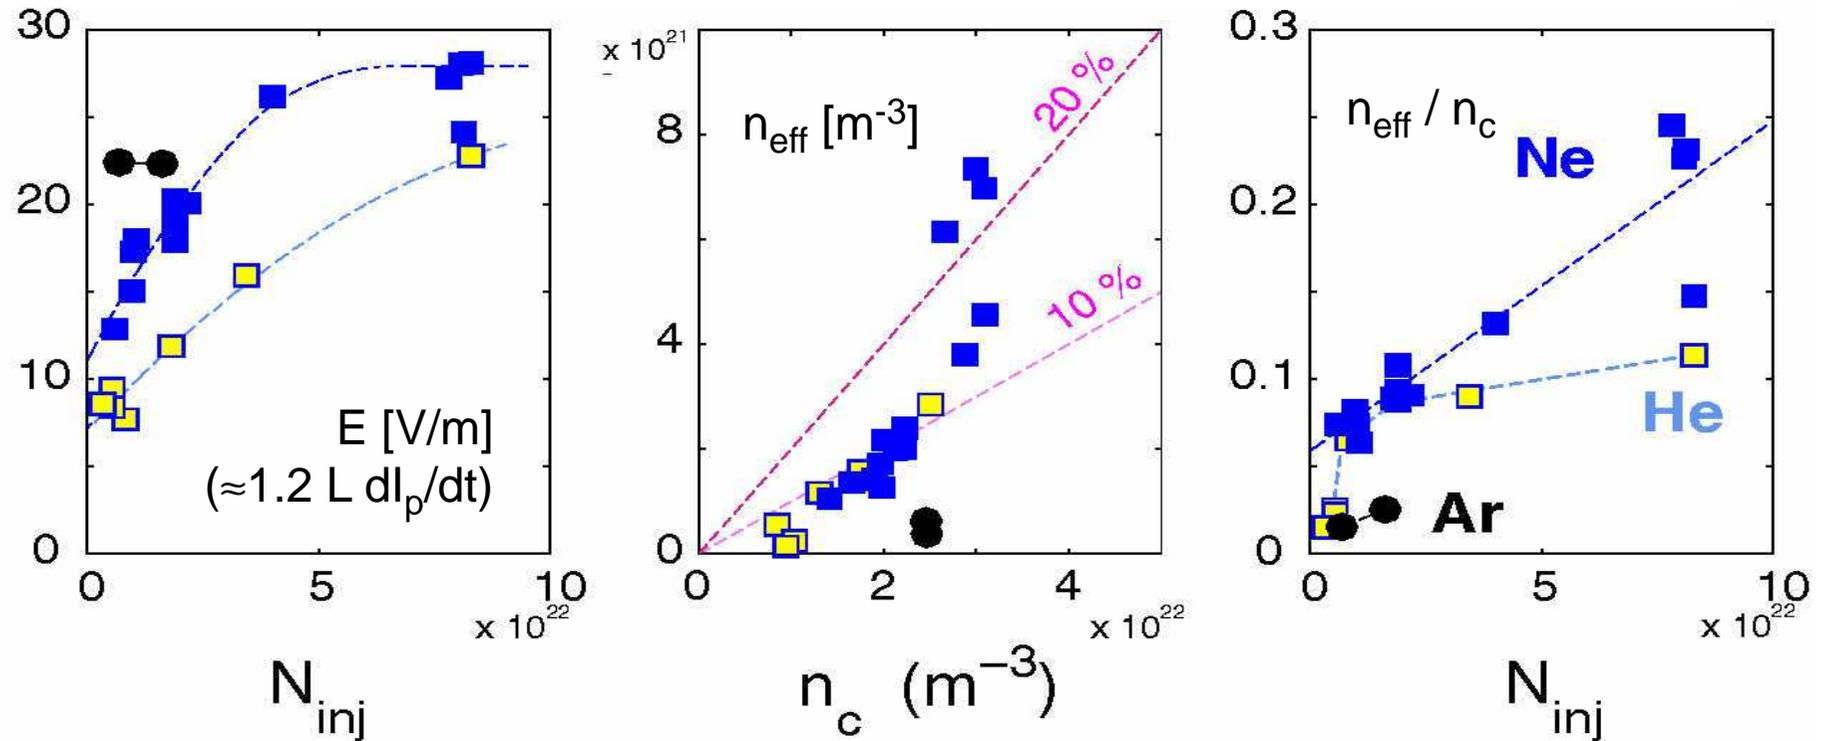 30
20
10
0
E [V/m]
(≈1.2 L dIp/dt)
0 5 10
x 10²²
Ninj
x 10²¹
8
4
0
neff [m-3]
20 %
10 %
0 2 4
x 10²²
nc (m⁻³)
0.3
0.2
0.1
0
neff / nc
Ne
He
Ar
0 5 10
x 10²²
Ninj